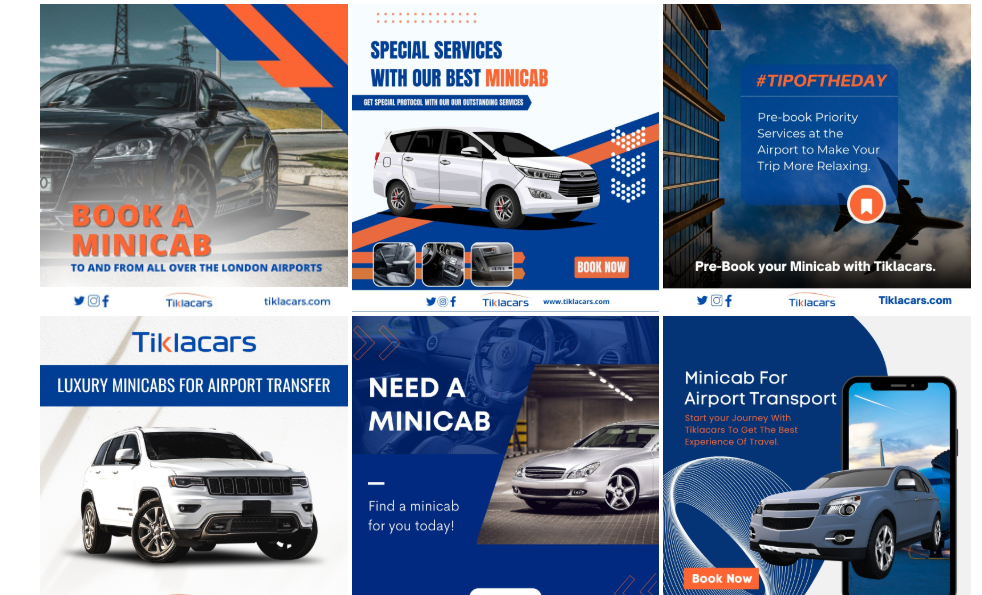 BOOK A
MINICAB
TO AND FROM ALL OVER THE LONDON AIRPORTS
Tiklacars
tiklacars.com
SPECIAL SERVICES
WITH OUR BEST MINICAB
GET SPECIAL PROTOCOL WITH OUR OUR OUTSTANDING SERVICES
BOOK NOW
Tiklacars
www.tiklacars.com
#TIPOFTHEDAY
Pre-book Priority
Services at the
Airport to Make Your
Trip More Relaxing.
Pre-Book your Minicab with Tiklacars.
Tiklacars
Tiklacars.com
Tiklacars
LUXURY MINICABS FOR AIRPORT TRANSFER
NEED A
MINICAB
Find a minicab
for you today!
Minicab For
Airport Transport
Start your Journey With
Tiklacars To Get The Best
Experience Of Travel.
Book Now